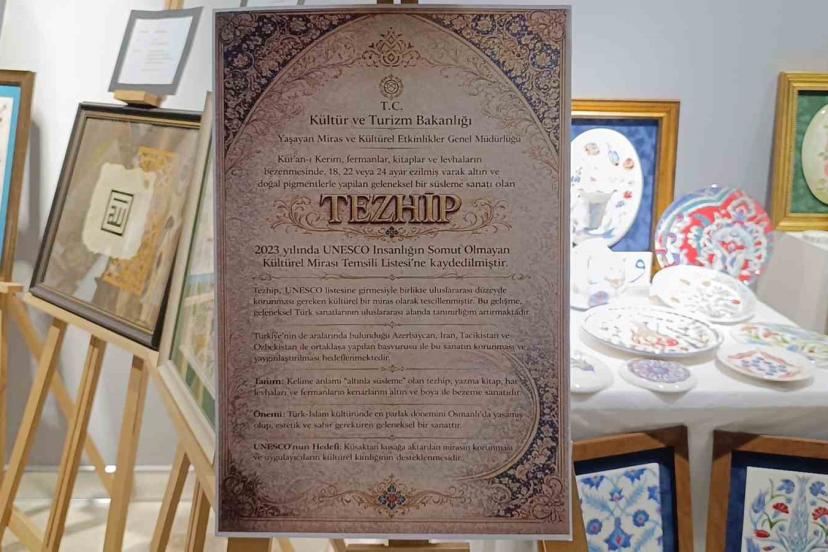 T.C.
Kültür ve Turizm Bakanlığı
Yaşayan Miras ve Kültürel Etkinlikler Genel Müdürlüğü
Kur'an-ı Kerim, fermanlar, kitaplar ve levhaların
bezenmesinde, 18, 22 veya 24 ayar ezilmiş varak altın ve
doğal pigmentlerle yapılan geleneksel bir süsleme sanatı olan
TEZHİP
2023 yılında UNESCO İnsanlığın Somut Olmayan
Kültürel Mirası Temsili Listesi'ne kaydedilmiştir.
Tezhip, UNESCO listesine girmesiyle birlikte uluslararası düzeyde
korunması gereken kültürel bir miras olarak tescillenmiştir. Bu gelişme,
geleneksel Türk sanatlarının uluslararası alanda tanınırlığını artırmaktadır.
Türkiye'nin de aralarında bulunduğu Azerbaycan, İran, Tacikistan ve
Özbekistan ile ortaklaşa yapılan başvurusu ile bu sanatın korunması ve
yaygınlaştırılması hedeflenmektedir.
Tanım: Kelime anlamı "altınla süsleme" olan tezhip, yazma kitap, hat
levhaları ve fermanların kenarlarını altın ve boya ile bezeme sanatıdır.
Önemi: Türk-İslam kültüründe en parlak dönemini Osmanlı'da yaşamış
olup, estetik ve sabır gerektiren geleneksel bir sanattır.
UNESCO'nun Hedefi: Kuşaktan kuşağa aktarılan mirasın korunması
ve uygulayıcıların kültürel kimliğinin desteklenmesidir.